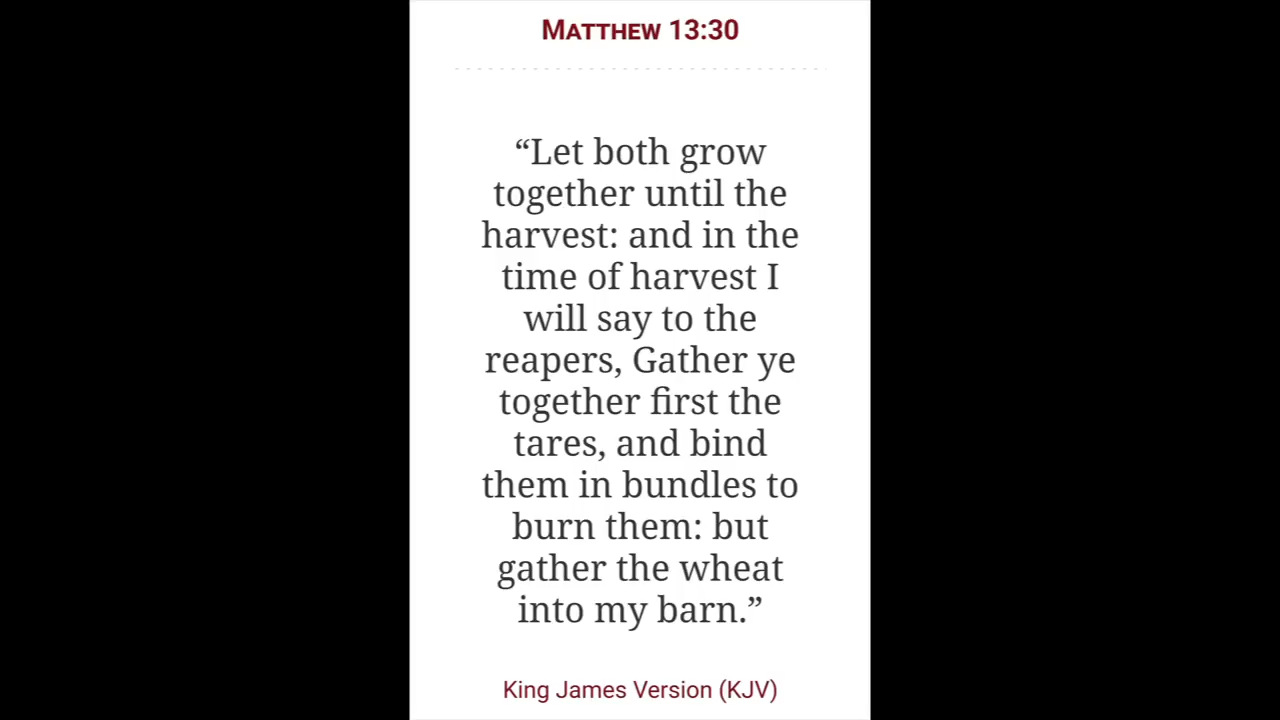 Matthew 13:30
“Let both grow
together until the
harvest: and in the
time of harvest I
will say to the
reapers, Gather ye
together first the
tares, and bind
them in bundles to
burn them: but
gather the wheat
into my barn.”
King James Version (KJV)